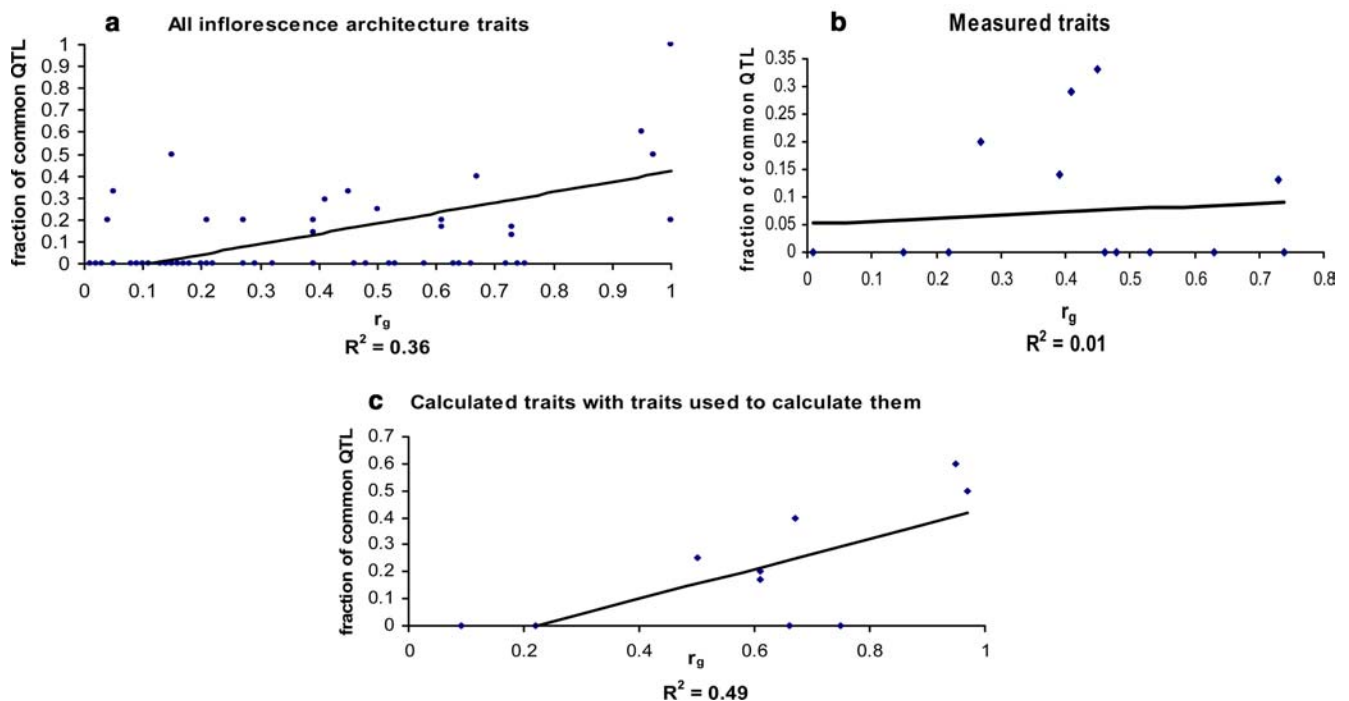 a All inflorescence architecture traits
fraction of common QTL
1
0.9
0.8
0.7
0.6
0.5
0.4
0.3
0.2
0.1
0
0 0.1 0.2 0.3 0.4 0.5 0.6 0.7 0.8 0.9 1
rg
R² = 0.36
b Measured traits
fraction of common QTL
0.35
0.3
0.25
0.2
0.15
0.1
0.05
0
0 0.1 0.2 0.3 0.4 0.5 0.6 0.7 0.8
rg
R² = 0.01
c Calculated traits with traits used to calculate them
fraction of common QTL
0.7
0.6
0.5
0.4
0.3
0.2
0.1
0
0 0.2 0.4 0.6 0.8 1
rg
R² = 0.49